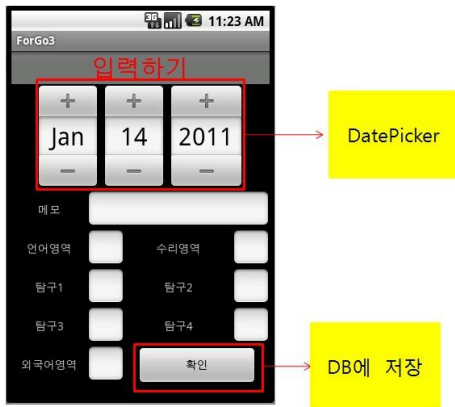 3G 11:23 AM
ForGo3
입력하기
+ + +
Jan 14 2011
DatePicker
- - -
메모
언어영역 수리영역
탐구1 탐구2
탐구3 탐구4
외국어영역 확인
DB에 저장